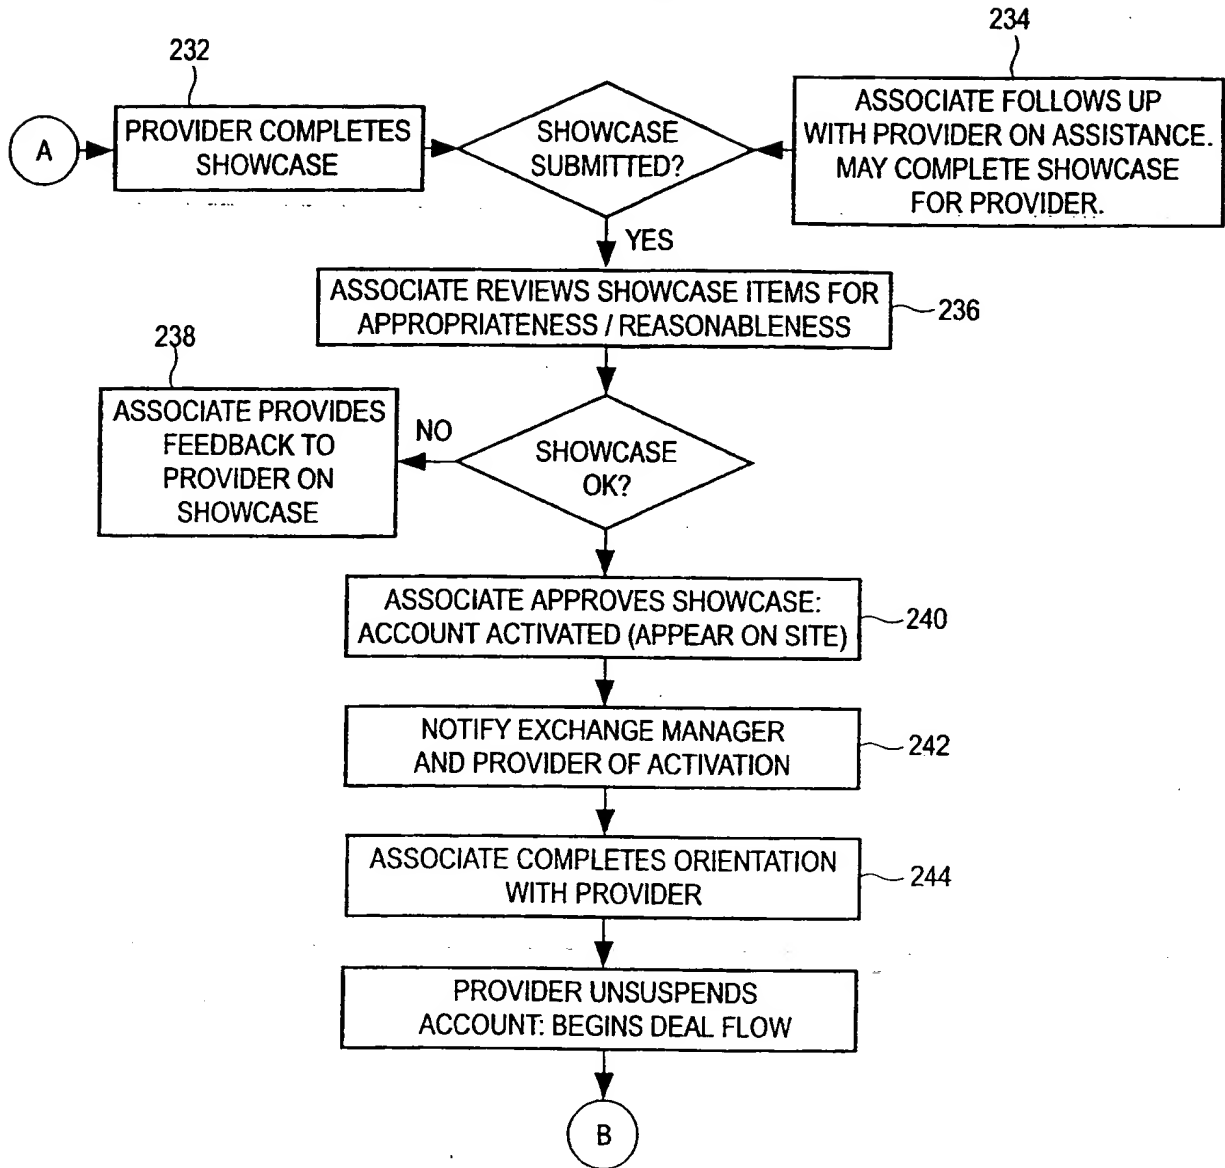 232
A
PROVIDER COMPLETES
SHOWCASE
SHOWCASE
SUBMITTED?
234
ASSOCIATE FOLLOWS UP
WITH PROVIDER ON ASSISTANCE.
MAY COMPLETE SHOWCASE
FOR PROVIDER.
YES
ASSOCIATE REVIEWS SHOWCASE ITEMS FOR
APPROPRIATENESS / REASONABLENESS
236
238
ASSOCIATE PROVIDES
FEEDBACK TO
PROVIDER ON
SHOWCASE
NO
SHOWCASE
OK?
ASSOCIATE APPROVES SHOWCASE:
ACCOUNT ACTIVATED (APPEAR ON SITE)
240
NOTIFY EXCHANGE MANAGER
AND PROVIDER OF ACTIVATION
242
ASSOCIATE COMPLETES ORIENTATION
WITH PROVIDER
244
PROVIDER UNSUSPENDS
ACCOUNT: BEGINS DEAL FLOW
B